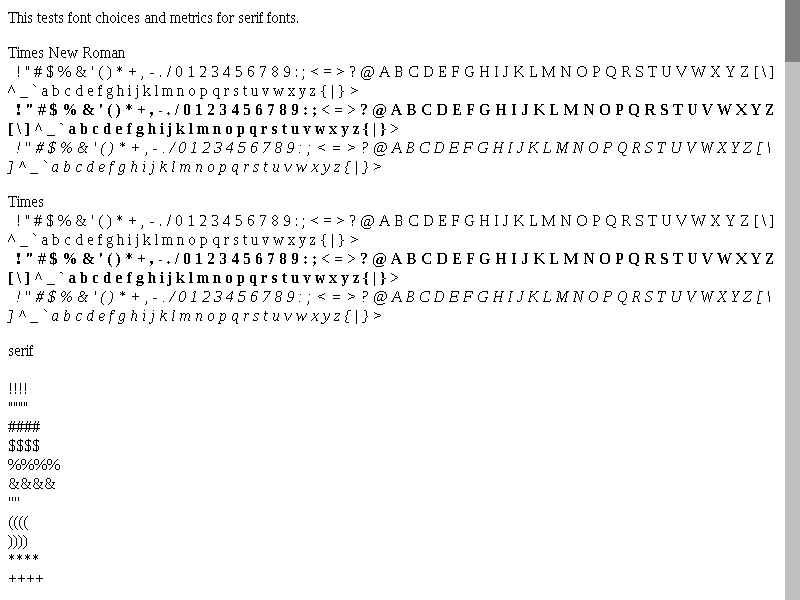 This tests font choices and metrics for serif fonts.
Times New Roman
! " # $ % & ' ( ) * + , - . / 0 1 2 3 4 5 6 7 8 9 : ; < = > ? @ A B C D E F G H I J K L M N O P Q R S T U V W X Y Z [ \ ]
^ _ ` a b c d e f g h i j k l m n o p q r s t u v w x y z { | } >
! " # $ % & ' ( ) * + , - . / 0 1 2 3 4 5 6 7 8 9 : ; < = > ? @ A B C D E F G H I J K L M N O P Q R S T U V W X Y Z
[ \ ] ^ _ ` a b c d e f g h i j k l m n o p q r s t u v w x y z { | } >
! " # $ % & ' ( ) * + , - . / 0 1 2 3 4 5 6 7 8 9 : ; < = > ? @ A B C D E F G H I J K L M N O P Q R S T U V W X Y Z [ \
] ^ _ ` a b c d e f g h i j k l m n o p q r s t u v w x y z { | } >
Times
! " # $ % & ' ( ) * + , - . / 0 1 2 3 4 5 6 7 8 9 : ; < = > ? @ A B C D E F G H I J K L M N O P Q R S T U V W X Y Z [ \ ]
^ _ ` a b c d e f g h i j k l m n o p q r s t u v w x y z { | } >
! " # $ % & ' ( ) * + , - . / 0 1 2 3 4 5 6 7 8 9 : ; < = > ? @ A B C D E F G H I J K L M N O P Q R S T U V W X Y Z
[ \ ] ^ _ ` a b c d e f g h i j k l m n o p q r s t u v w x y z { | } >
! " # $ % & ' ( ) * + , - . / 0 1 2 3 4 5 6 7 8 9 : ; < = > ? @ A B C D E F G H I J K L M N O P Q R S T U V W X Y Z [ \
] ^ _ ` a b c d e f g h i j k l m n o p q r s t u v w x y z { | } >
serif
!!!!
""""
####
$$$$
%%%%
&&&&
''''
((((
))))
****
++++